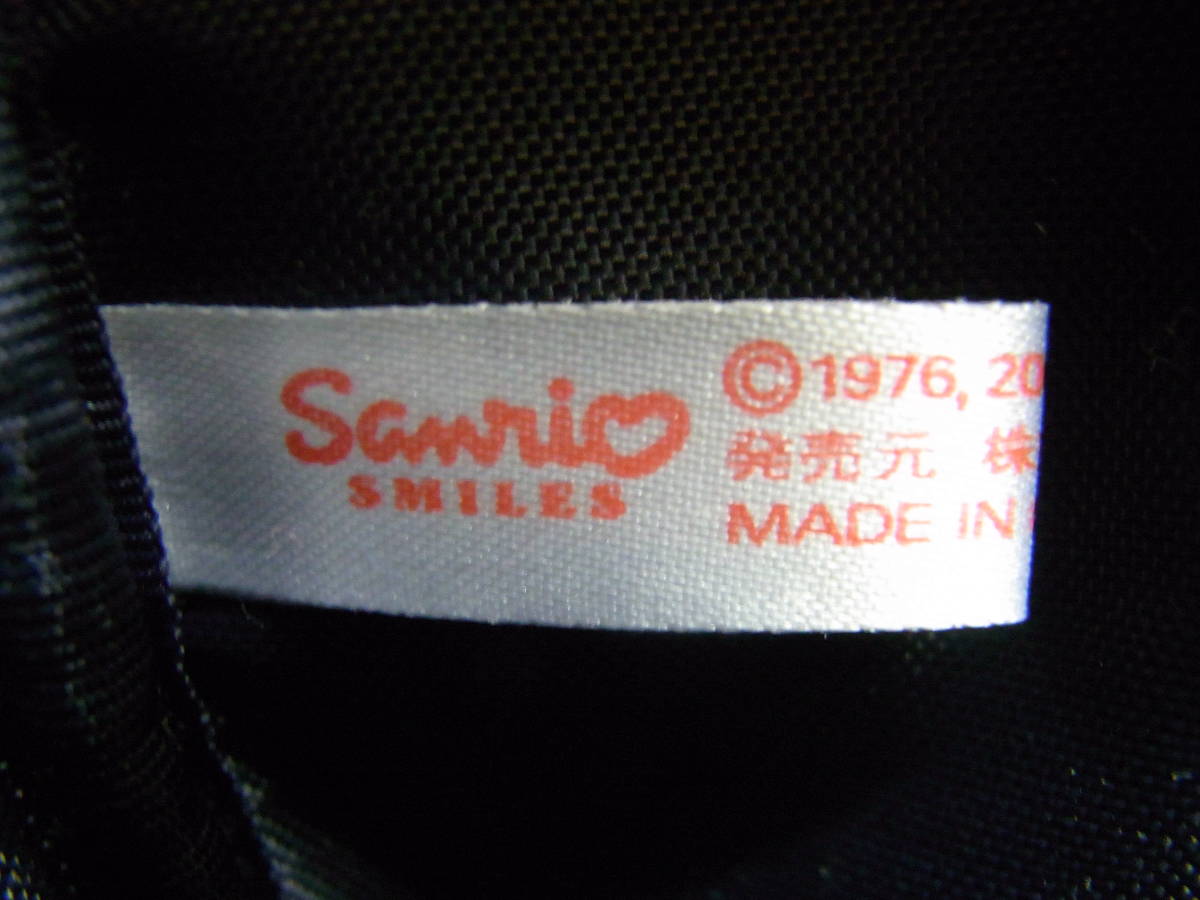 Sanrio
SMILES
©1976, 20
発売元 株
MADE IN